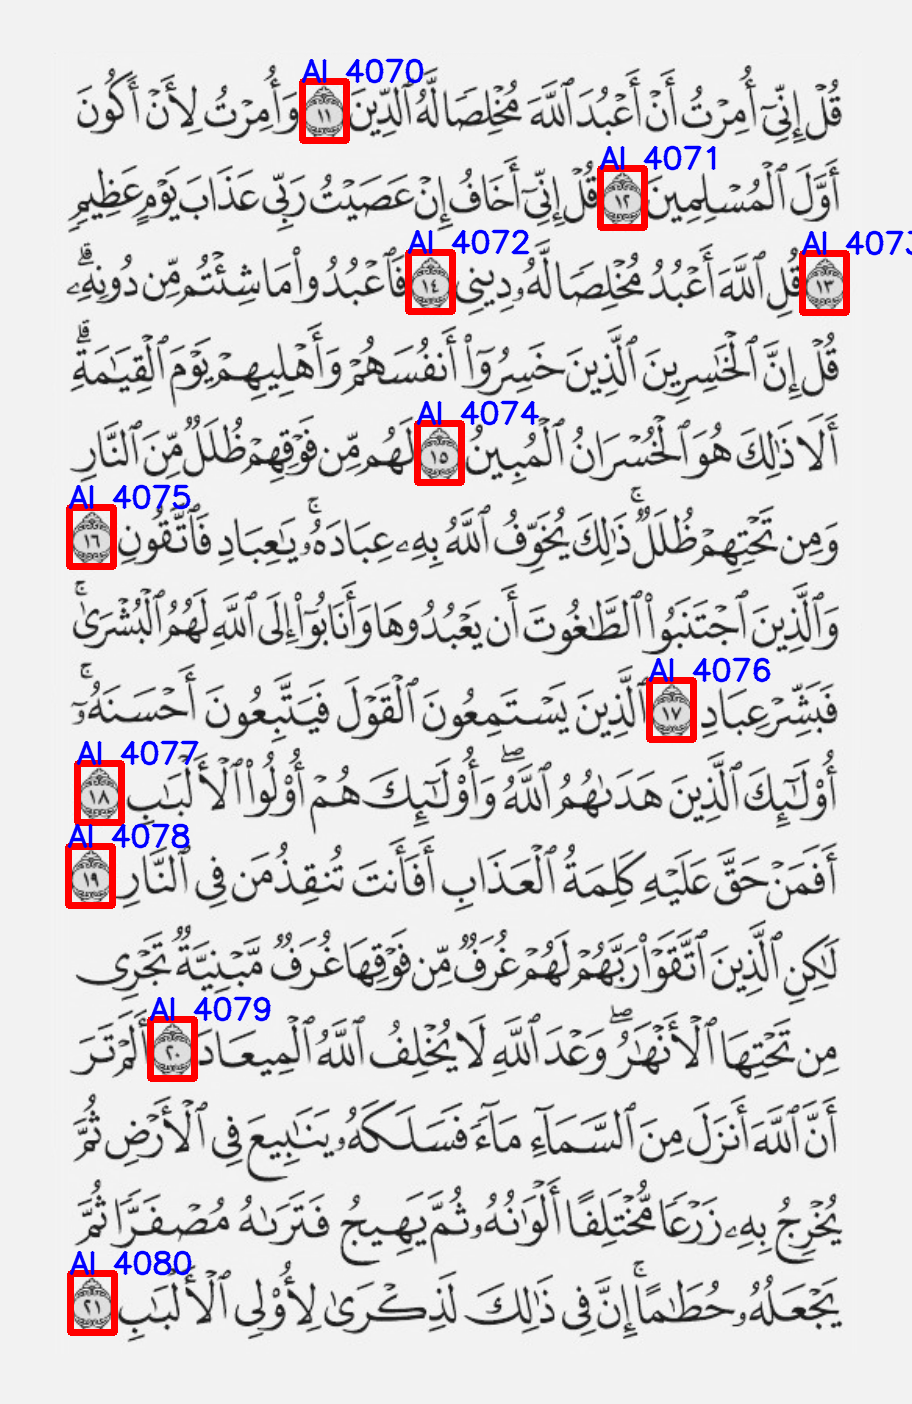 AI 4070
قُلْ إِنِّيٓ أُمِرْتُ أَنْ أَعْبُدَ ٱللَّهَ مُخْلِصًا لَّهُ ٱلدِّينَ ١١ وَأُمِرْتُ لِأَنْ أَكُونَ
AI 4071
أَوَّلَ ٱلْمُسْلِمِينَ ١٢ قُلْ إِنِّيٓ أَخَافُ إِنْ عَصَيْتُ رَبِّي عَذَابَ يَوْمٍ عَظِيمٍ
AI 4073 AI 4072
١٣ قُلِ ٱللَّهَ أَعْبُدُ مُخْلِصًا لَّهُۥ دِينِي ١٤ فَٱعْبُدُوا۟ مَا شِئْتُم مِّن دُونِهِۦۗ
قُلْ إِنَّ ٱلْخَٰسِرِينَ ٱلَّذِينَ خَسِرُوٓا۟ أَنفُسَهُمْ وَأَهْلِيهِمْ يَوْمَ ٱلْقِيَٰمَةِۗ
AI 4074
أَلَا ذَٰلِكَ هُوَ ٱلْخُسْرَانُ ٱلْمُبِينُ ١٥ لَهُم مِّن فَوْقِهِمْ ظُلَلٌ مِّنَ ٱلنَّارِ
AI 4075
وَمِن تَحْتِهِمْ ظُلَلٌۚ ذَٰلِكَ يُخَوِّفُ ٱللَّهُ بِهِۦ عِبَادَهُۥۚ يَٰعِبَادِ فَٱتَّقُونِ ١٦
وَٱلَّذِينَ ٱجْتَنَبُوا۟ ٱلطَّٰغُوتَ أَن يَعْبُدُوهَا وَأَنَابُوٓا۟ إِلَى ٱللَّهِ لَهُمُ ٱلْبُشْرَىٰۚ
AI 4076
فَبَشِّرْ عِبَادِ ١٧ ٱلَّذِينَ يَسْتَمِعُونَ ٱلْقَوْلَ فَيَتَّبِعُونَ أَحْسَنَهُۥٓۚ
AI 4077
أُو۟لَٰٓئِكَ ٱلَّذِينَ هَدَىٰهُمُ ٱللَّهُۖ وَأُو۟لَٰٓئِكَ هُمْ أُو۟لُوا۟ ٱلْأَلْبَٰبِ ١٨
AI 4078
أَفَمَنْ حَقَّ عَلَيْهِ كَلِمَةُ ٱلْعَذَابِ أَفَأَنتَ تُنقِذُ مَن فِي ٱلنَّارِ ١٩
لَٰكِنِ ٱلَّذِينَ ٱتَّقَوْا۟ رَبَّهُمْ لَهُمْ غُرَفٌ مِّن فَوْقِهَا غُرَفٌ مَّبْنِيَّةٌ تَجْرِي
AI 4079
مِن تَحْتِهَا ٱلْأَنْهَٰرُۖ وَعْدَ ٱللَّهِ لَا يُخْلِفُ ٱللَّهُ ٱلْمِيعَادَ ٢٠ أَلَمْ تَرَ
أَنَّ ٱللَّهَ أَنزَلَ مِنَ ٱلسَّمَآءِ مَآءً فَسَلَكَهُۥ يَنَٰبِيعَ فِي ٱلْأَرْضِ ثُمَّ
يُخْرِجُ بِهِۦ زَرْعًا مُّخْتَلِفًا أَلْوَٰنُهُۥ ثُمَّ يَهِيجُ فَتَرَىٰهُ مُصْفَرًّا ثُمَّ
AI 4080
يَجْعَلُهُۥ حُطَٰمًاۚ إِنَّ فِي ذَٰلِكَ لَذِكْرَىٰ لِأُو۟لِي ٱلْأَلْبَٰبِ ٢١